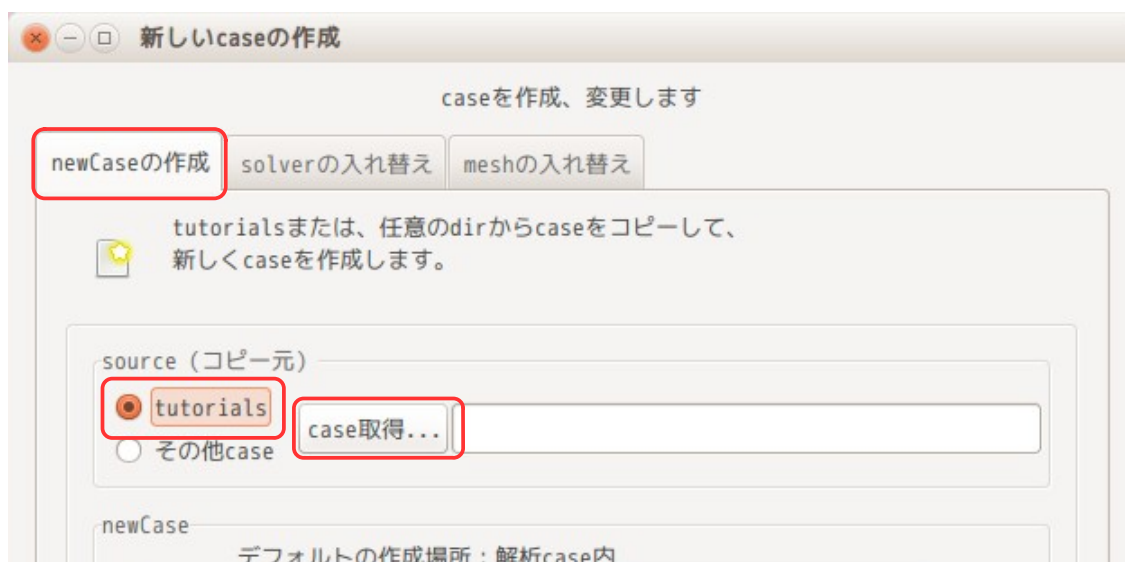 新しいcaseの作成
caseを作成、変更します
newCaseの作成 solverの入れ替え meshの入れ替え
tutorialsまたは、任意のdirからcaseをコピーして、
新しくcaseを作成します。
source (コピー元)
tutorials
case取得...
その他case
newCase
デフォルトの作成場所：解析case内